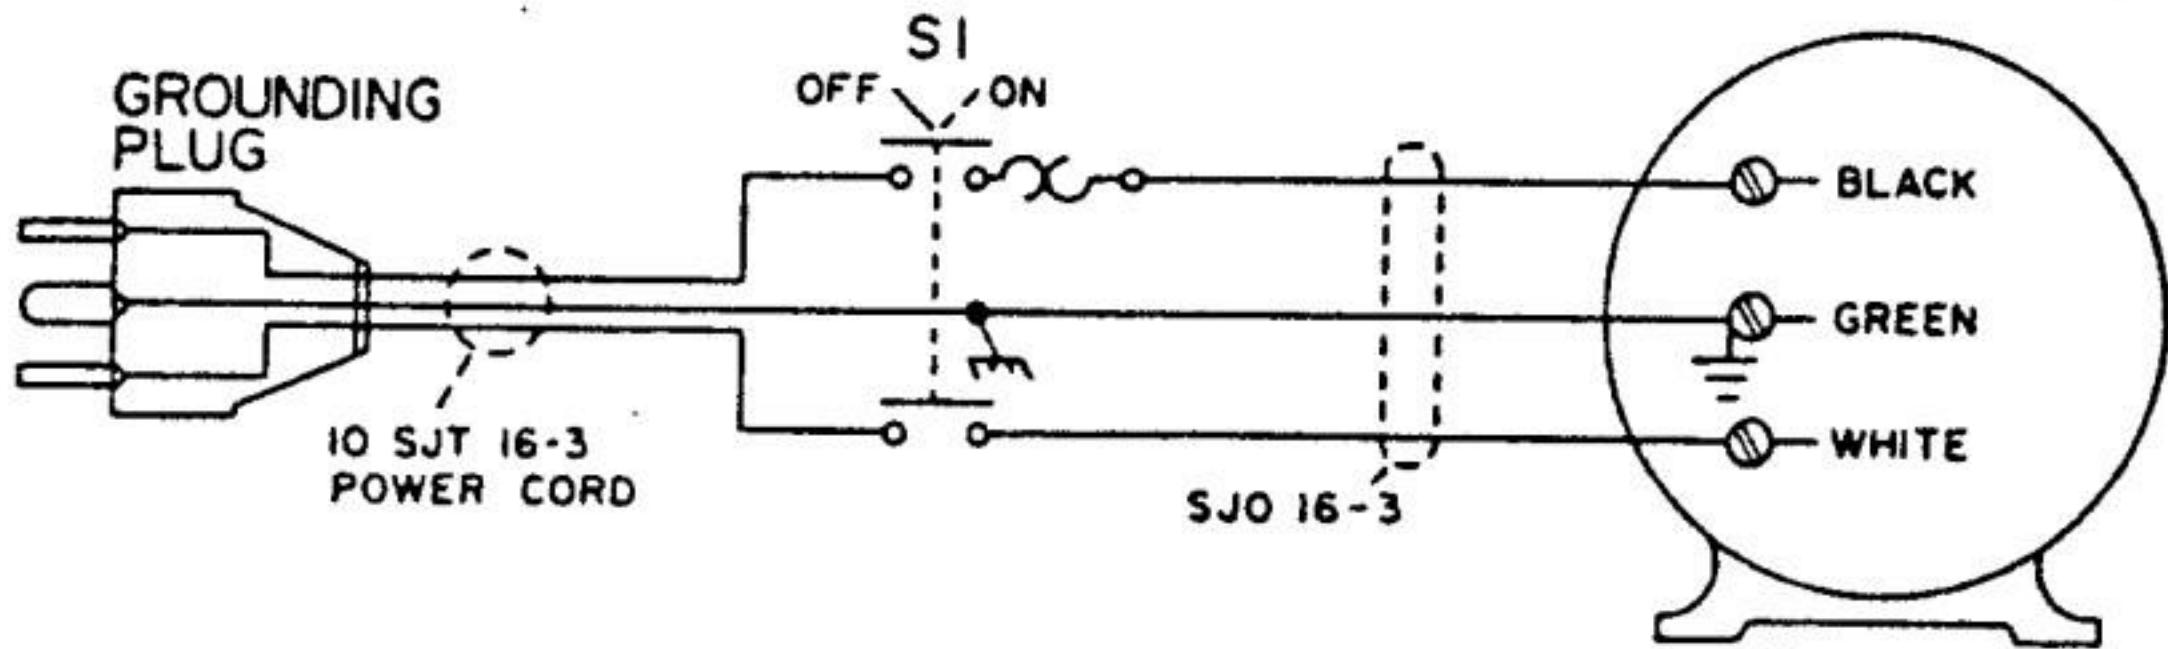 S1
OFF ON
GROUNDING
PLUG
BLACK
GREEN
WHITE
10 SJT 16-3
POWER CORD
SJO 16-3